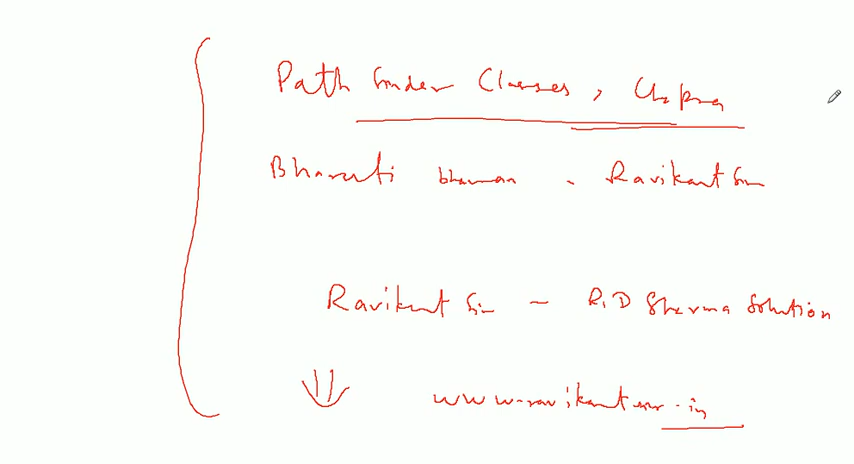 Path finder Classes, Chapra
Bharati bhawan - Ravikant Sir
Ravikant Sir - R.D Sharma Solution
www.ravikantsir.in